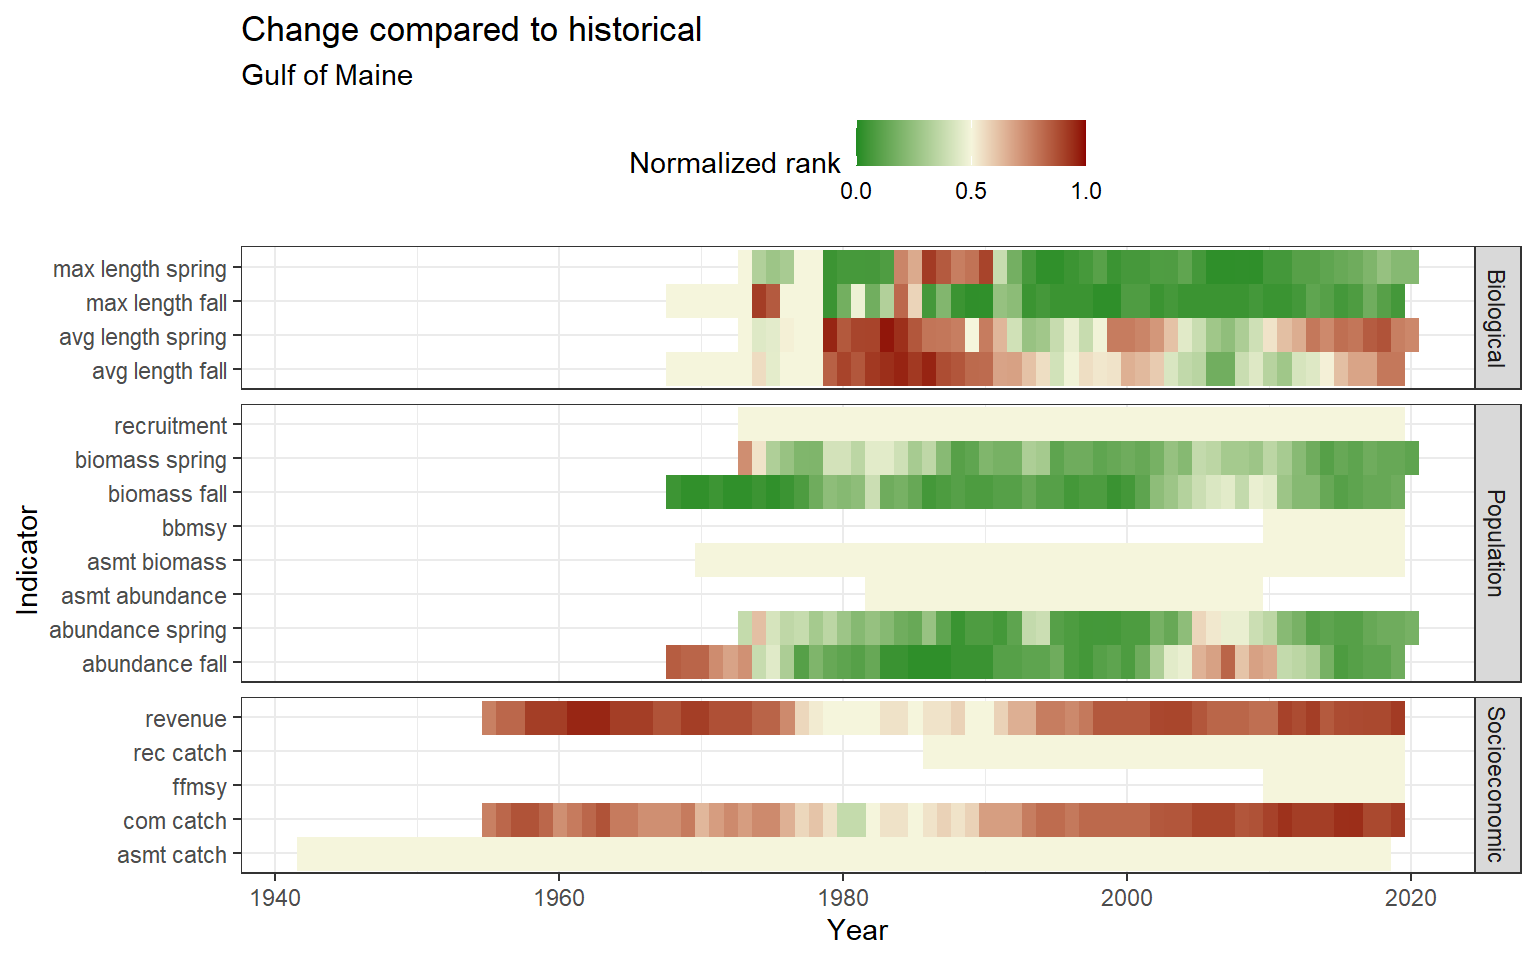 Change compared to historical
Gulf of Maine
Normalized rank
0.0 0.5 1.0
max length spring
max length fall
avg length spring
avg length fall
Biological
recruitment
biomass spring
biomass fall
bbmsy
asmt biomass
asmt abundance
abundance spring
abundance fall
Population
revenue
rec catch
ffmsy
com catch
asmt catch
Socioeconomic
Indicator
1940 1960 1980 2000 2020
Year